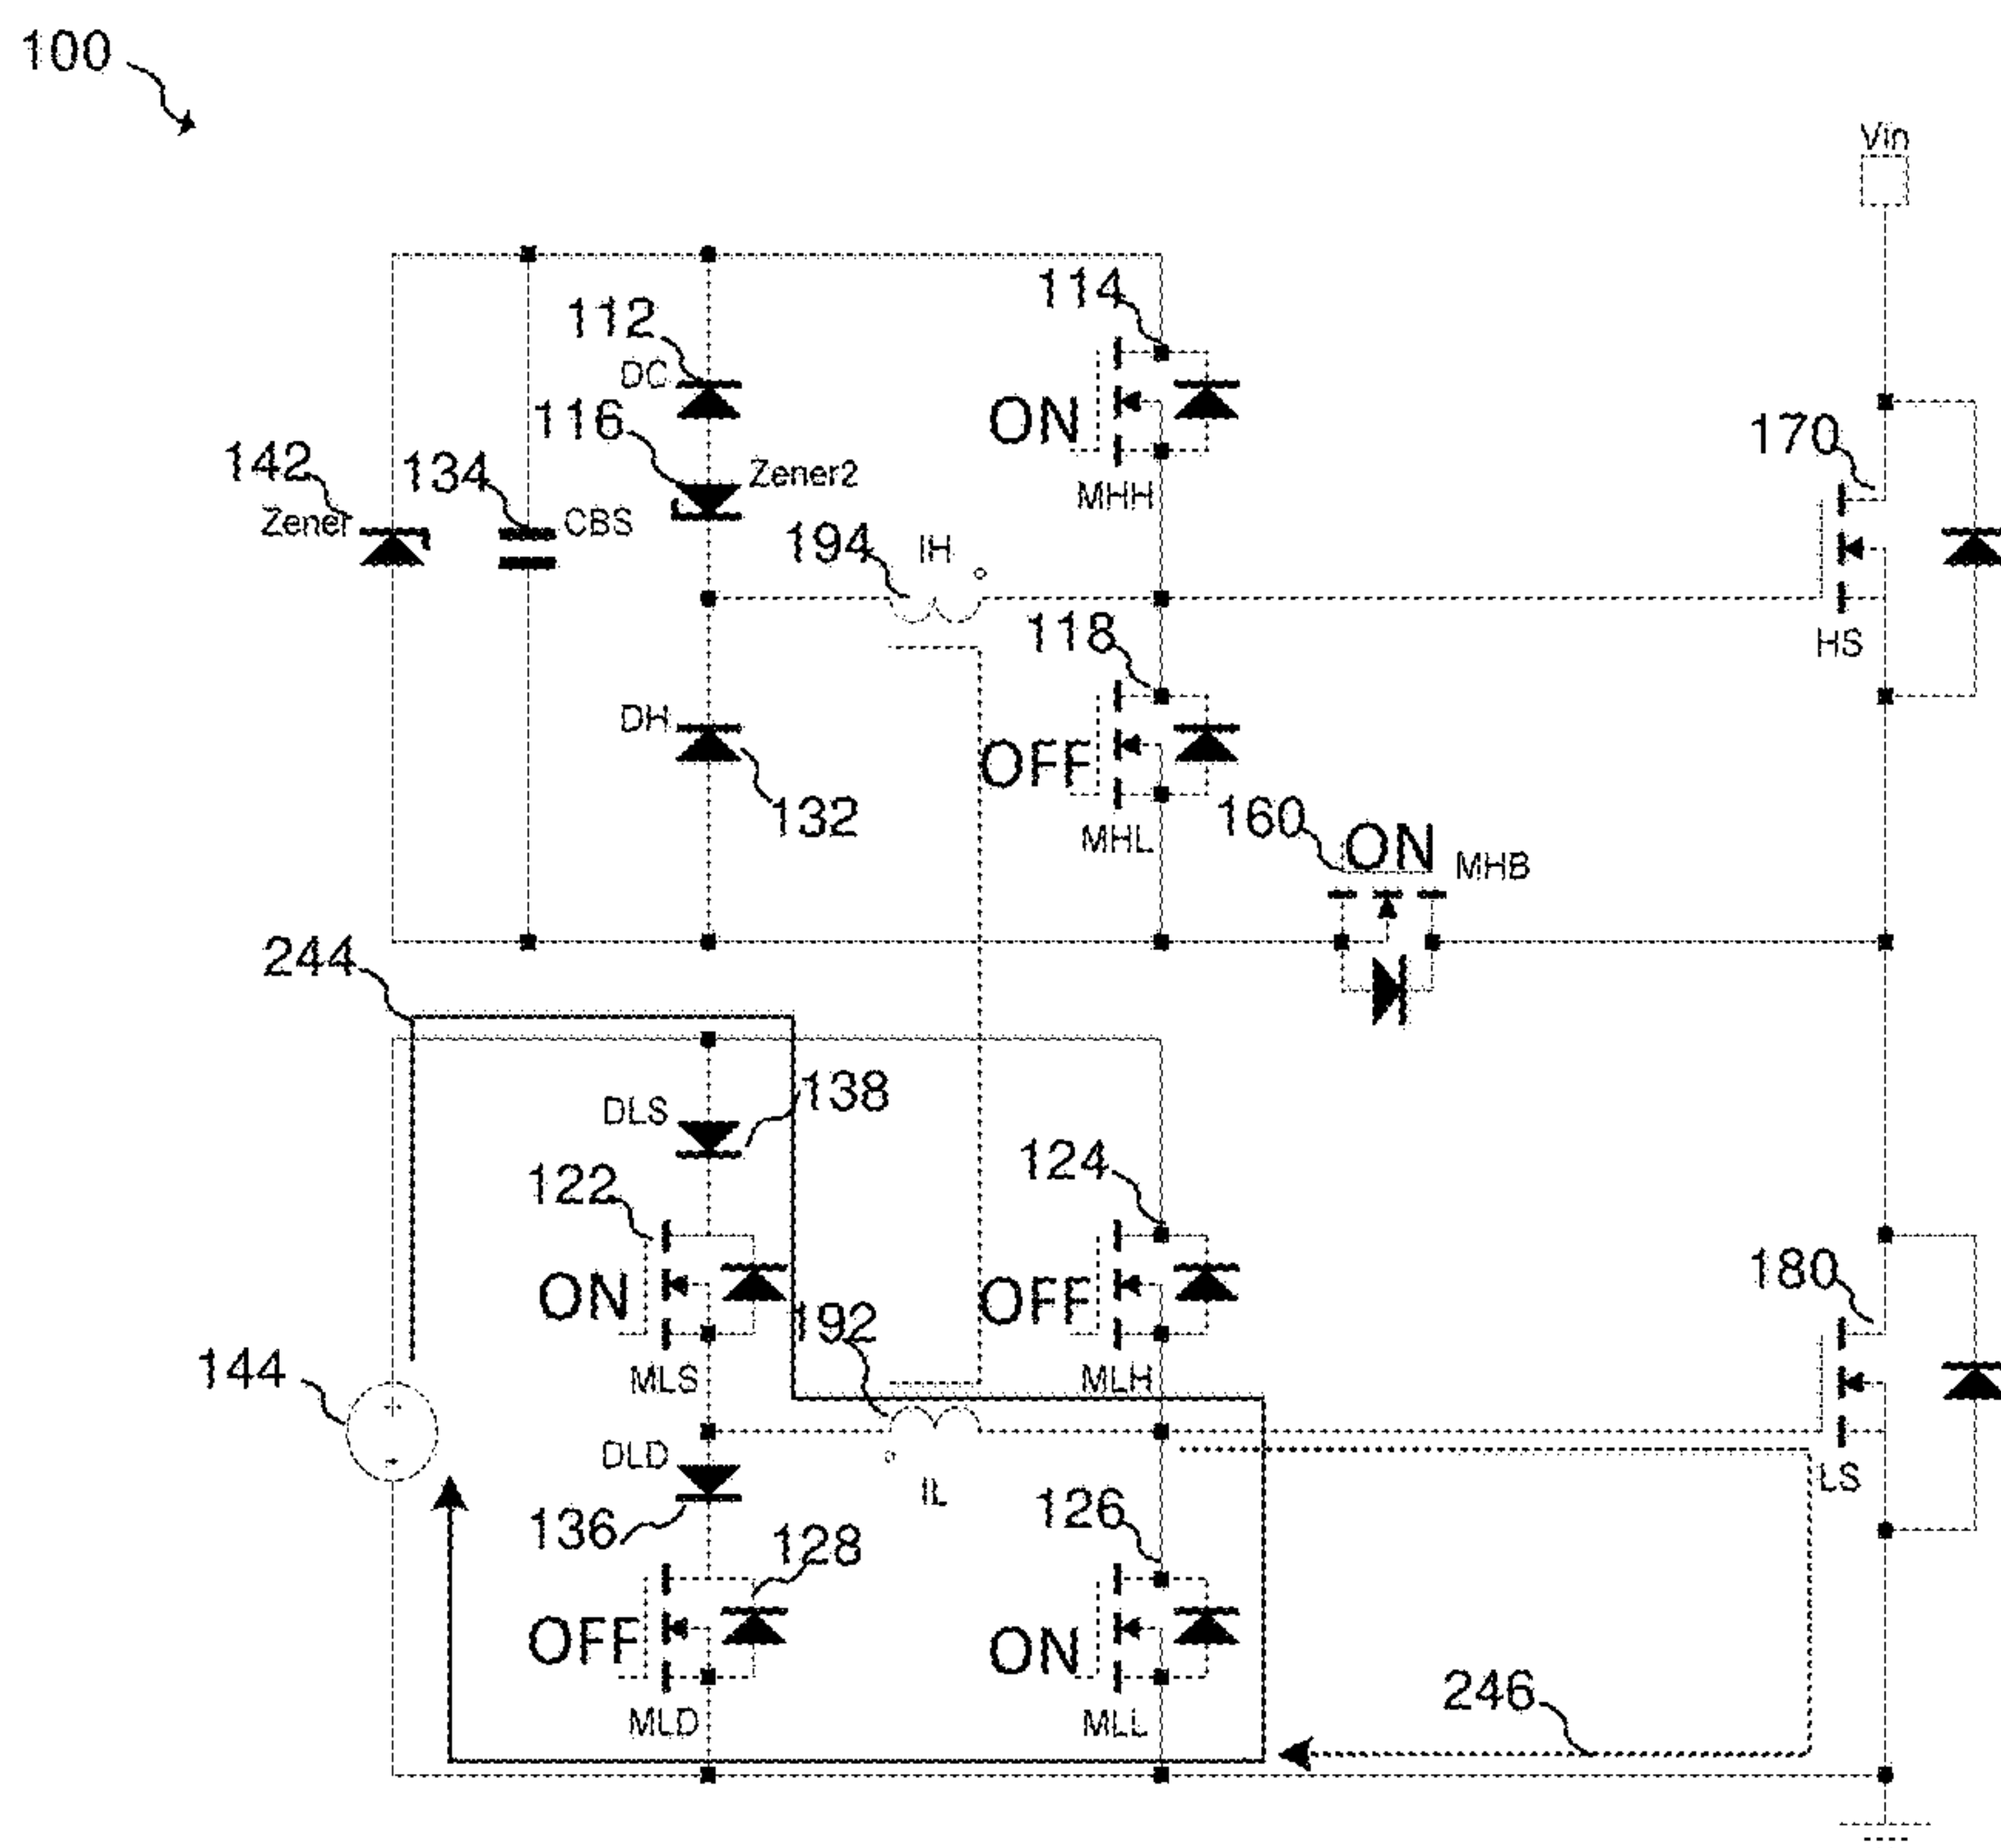 100
Vin
114
112
DC
ON
170
116
Zener2
142
134
MHH
Zener
CBS
194
IH
118
HS
DH
OFF
132
160
ON
MHL
MHB
244
138
DLS
124
122
180
ON
OFF
192
144
MLS
MLH
DLD
LS
IL
136
126
128
OFF
ON
246
MLD
MLL